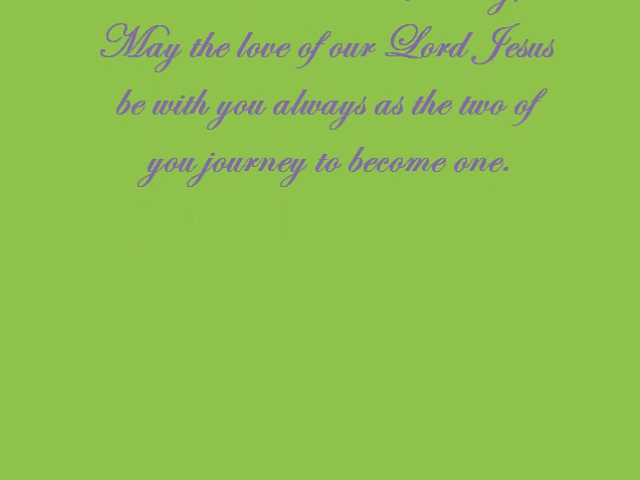 May the love of our Lord Jesus
be with you always as the two of
you journey to become one.